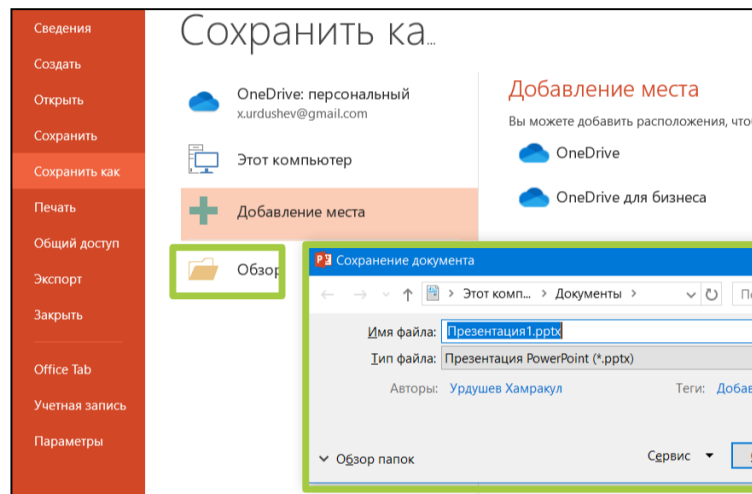 Сведения
Создать
Открыть
Сохранить
Сохранить как
Печать
Общий доступ
Экспорт
Закрыть
Office Tab
Учетная запись
Параметры
Сохранить ка...
OneDrive: персональный
x.urdushev@gmail.com
Этот компьютер
Добавление места
Обзор
Добавление места
Вы можете добавить расположения,
OneDrive
OneDrive для бизнеса
Сохранение документа
Этот комп... > Документы >
Имя файла: Презентация1.pptx
Тип файла: Презентация PowerPoint (*.pptx)
Авторы: Урдушев Хамракул Теги:
Обзор папок Сервис